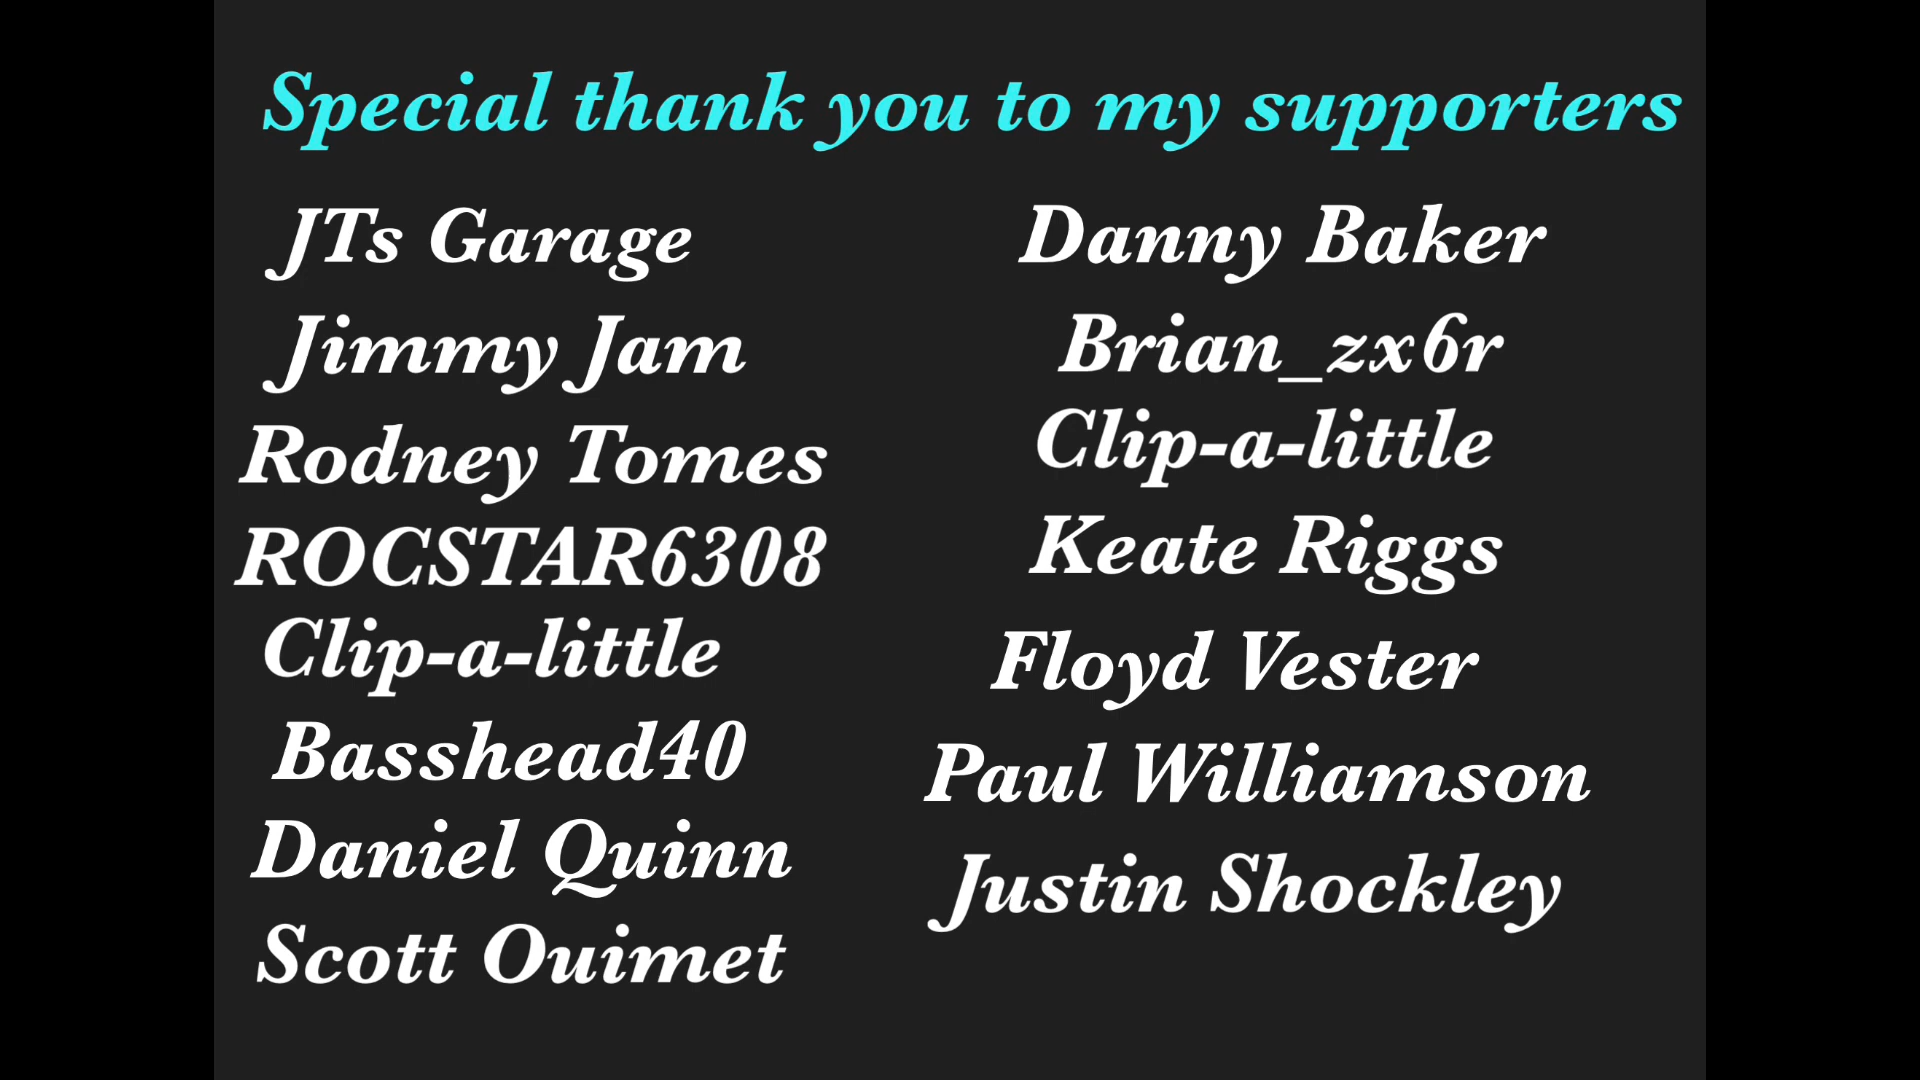 Special thank you to my supporters
JTs Garage
Jimmy Jam
Rodney Tomes
ROCSTAR6308
Clip-a-little
Basshead40
Daniel Quinn
Scott Ouimet
Danny Baker
Brian_zx6r
Clip-a-little
Keate Riggs
Floyd Vester
Paul Williamson
Justin Shockley